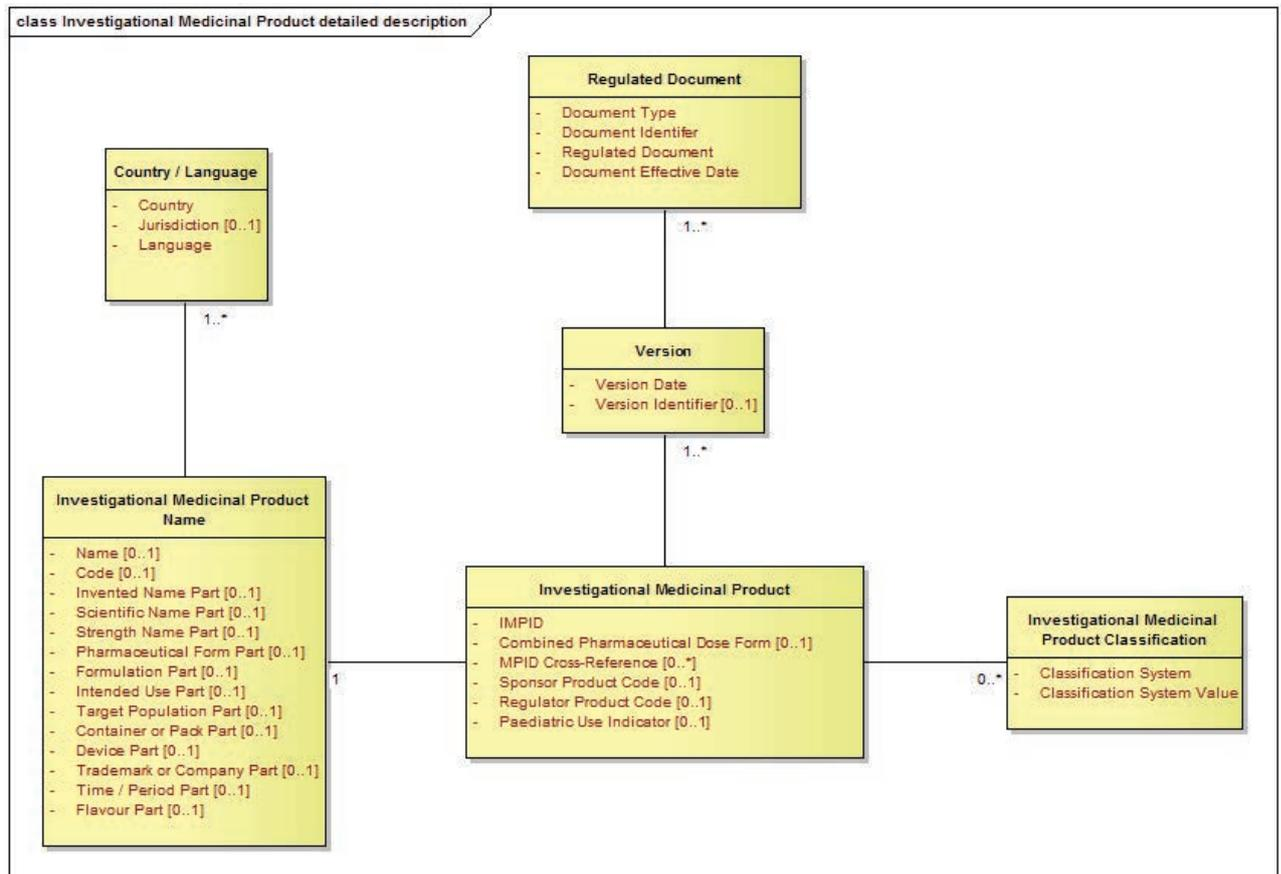 class Investigational Medicinal Product detailed description
Regulated Document
- Document Type
- Document Identifer
- Regulated Document
- Document Effective Date
1..*
Country / Language
- Country
- Jurisdiction [0..1]
- Language
1..*
Version
- Version Date
- Version Identifier [0..1]
1..*
Investigational Medicinal Product
Name
- Name [0..1]
- Code [0..1]
- Invented Name Part [0..1]
- Scientific Name Part [0..1]
- Strength Name Part [0..1]
- Pharmaceutical Form Part [0..1]
- Formulation Part [0..1]
- Intended Use Part [0..1]
- Target Population Part [0..1]
- Container or Pack Part [0..1]
- Device Part [0..1]
- Trademark or Company Part [0..1]
- Time / Period Part [0..1]
- Flavour Part [0..1]
1
Investigational Medicinal Product
- IMPID
- Combined Pharmaceutical Dose Form [0..1]
- MPID Cross-Reference [0..*]
- Sponsor Product Code [0..1]
- Regulator Product Code [0..1]
- Paediatric Use Indicator [0..1]
0..*
Investigational Medicinal
Product Classification
- Classification System
- Classification System Value